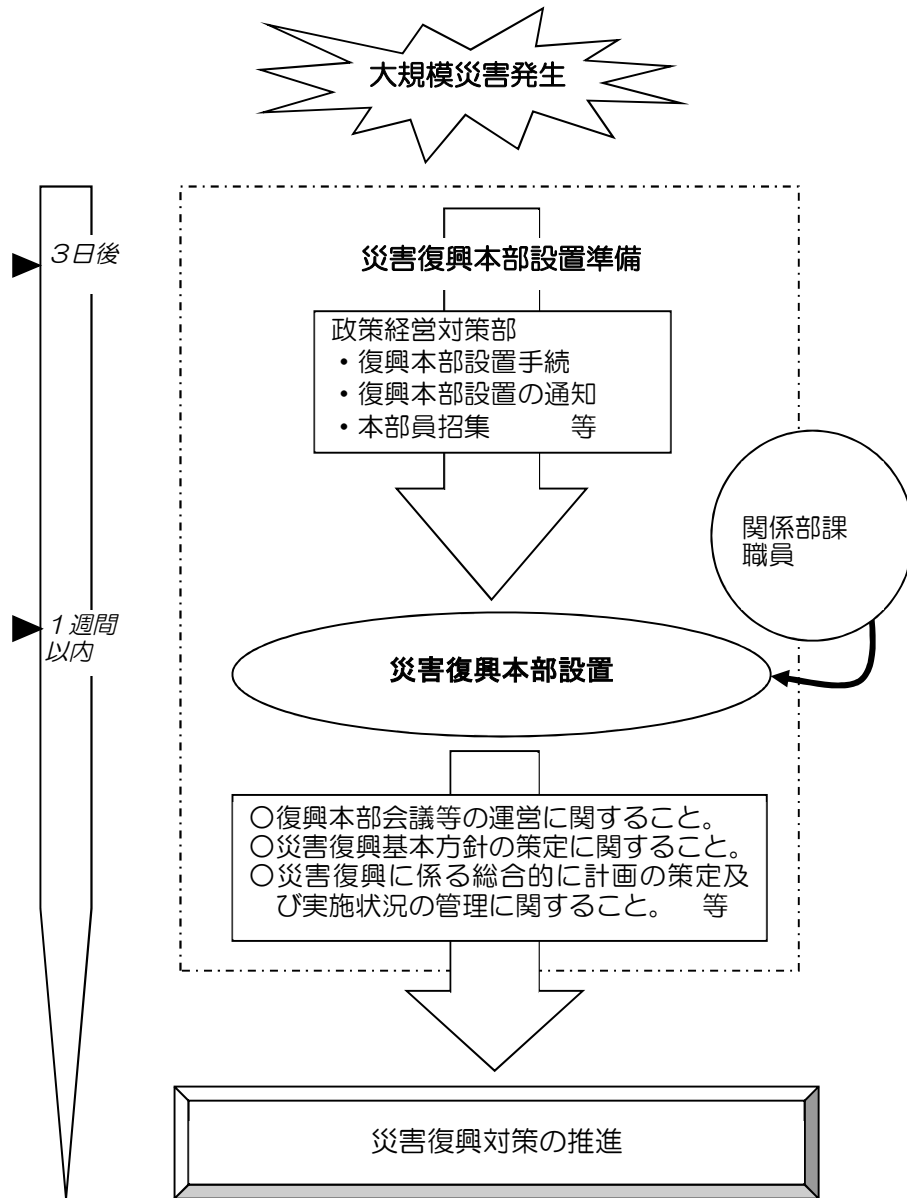 大規模災害発生
3日後
災害復興本部設置準備
政策経営対策部
・復興本部設置手続
・復興本部設置の通知
・本部員招集　　　等
関係部課
職員
1週間
以内
災害復興本部設置
○復興本部会議等の運営に関すること。
○災害復興基本方針の策定に関すること。
○災害復興に係る総合的に計画の策定及
び実施状況の管理に関すること。　等
災害復興対策の推進